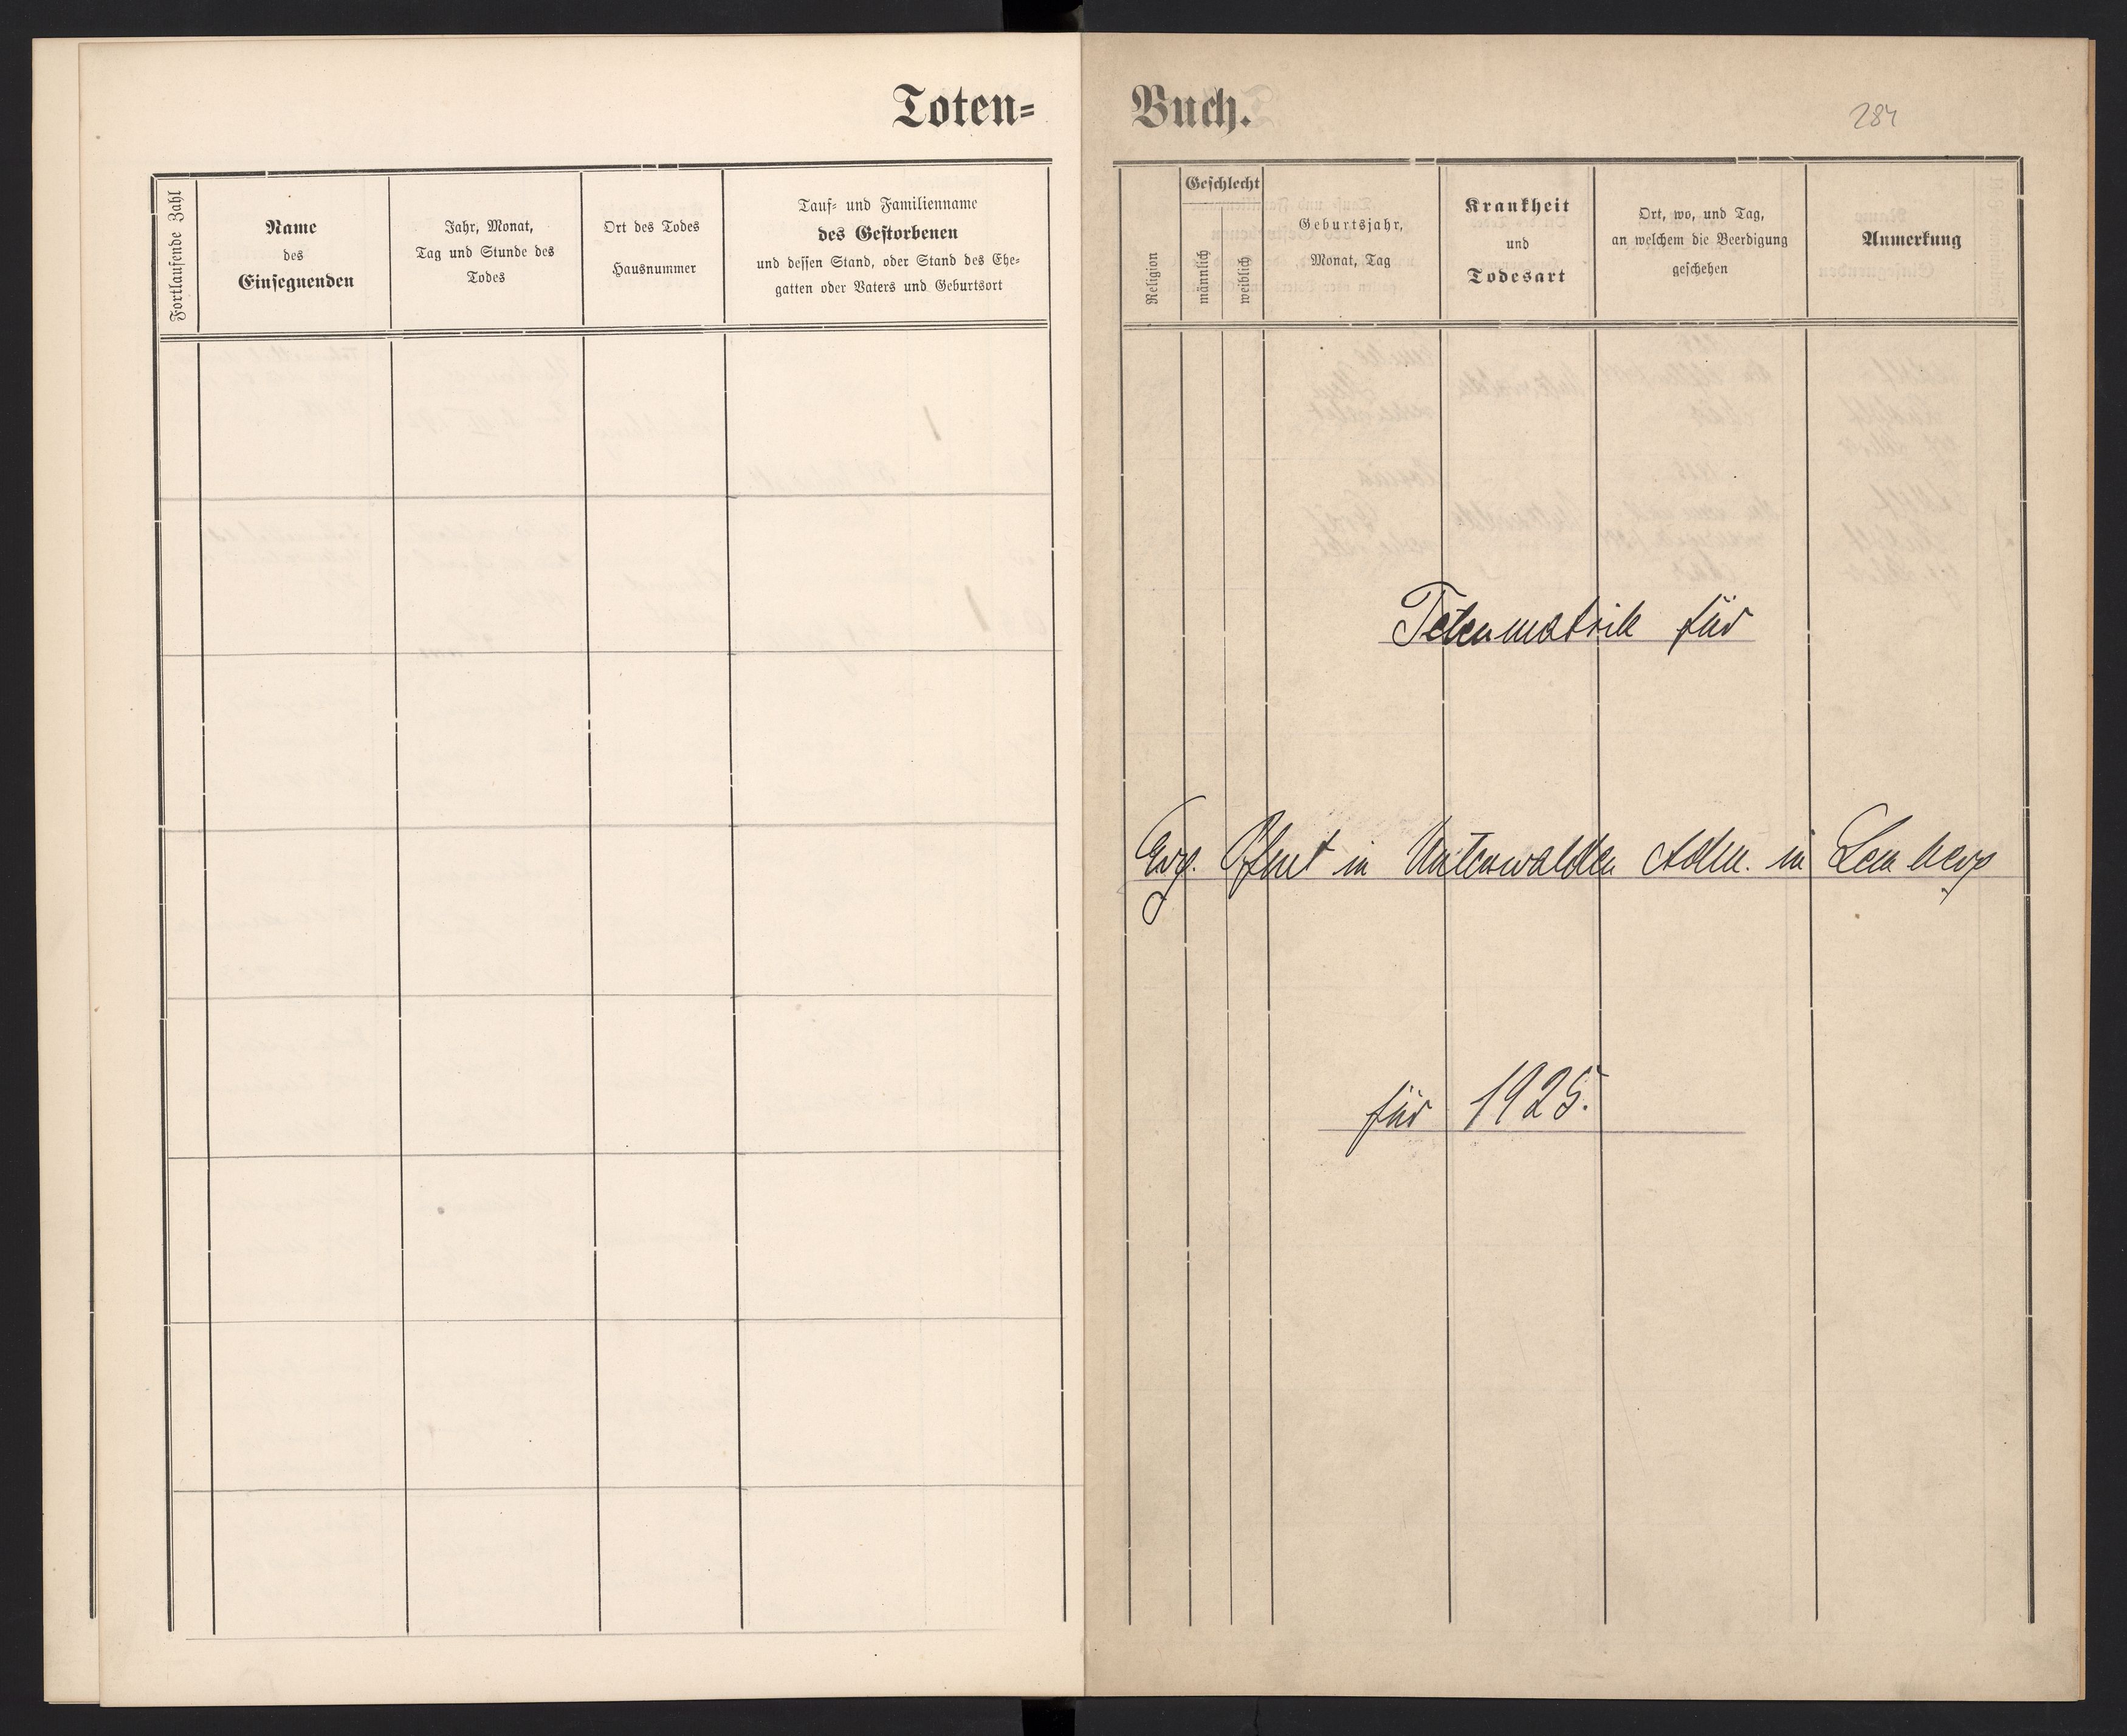 Toten=
Fortlaufende Zahl
Name
des
Einsegnenden
Jahr, Monat,
Tag und Stunde des
Todes
Ort des Todes
Hausnummer
Tauf= und Familienname
des Gestorbenen
und dessen Stand, oder Stand des Ehe=
gatten oder Vaters und Geburtsort
Buch.
284
Religion
Geschlecht
männlich
weiblich
Geburtsjahr,
Monat, Tag
Krankheit
und
Todesart
Ort, wo, und Tag,
an welchem die Beerdigung
geschehen
Anmerkung
Totenmatrik für
Evg. Pfmt in Unterwalden Adm. in Lemberg
für 1925.